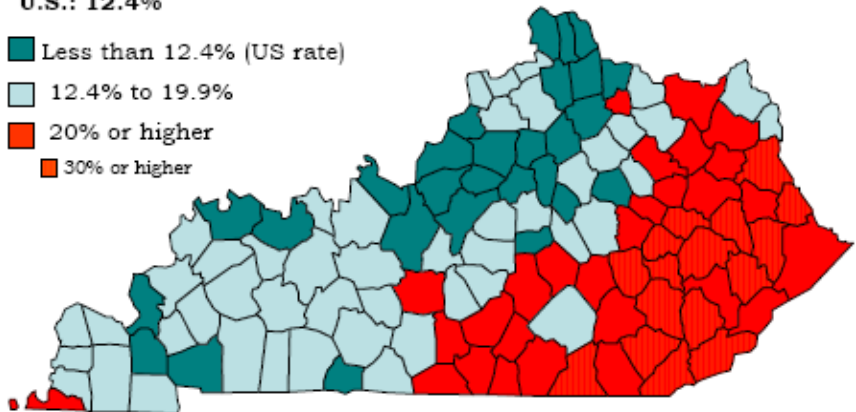 U.S.: 12.4%
Less than 12.4% (US rate)
12.4% to 19.9%
20% or higher
30% or higher